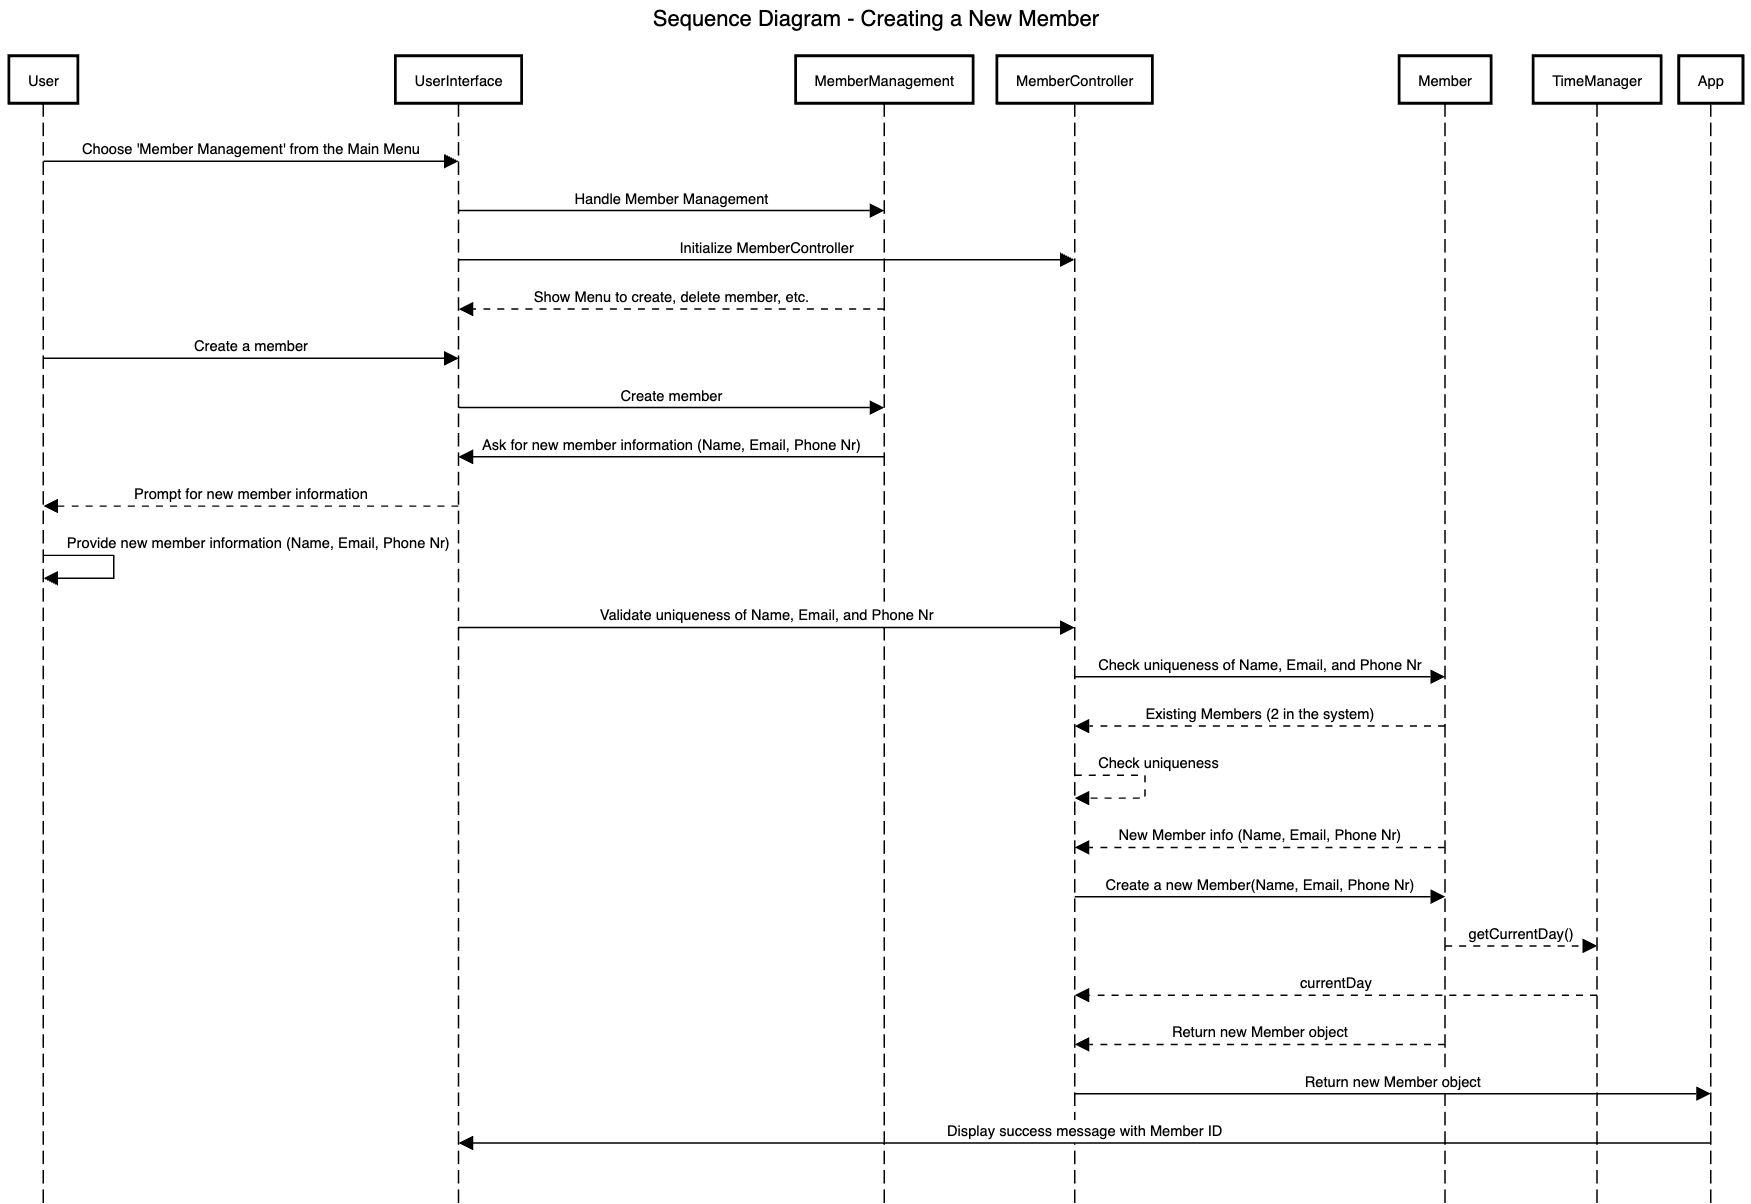 Sequence Diagram - Creating a New Member
User
UserInterface
MemberManagement
MemberController
Member
TimeManager
App
Choose 'Member Management' from the Main Menu
Handle Member Management
Initialize MemberController
Show Menu to create, delete member, etc.
Create a member
Create member
Ask for new member information (Name, Email, Phone Nr)
Prompt for new member information
Provide new member information (Name, Email, Phone Nr)
Validate uniqueness of Name, Email, and Phone Nr
Check uniqueness of Name, Email, and Phone Nr
Existing Members (2 in the system)
Check uniqueness
New Member info (Name, Email, Phone Nr)
Create a new Member(Name, Email, Phone Nr)
getCurrentDay()
currentDay
Return new Member object
Return new Member object
Display success message with Member ID